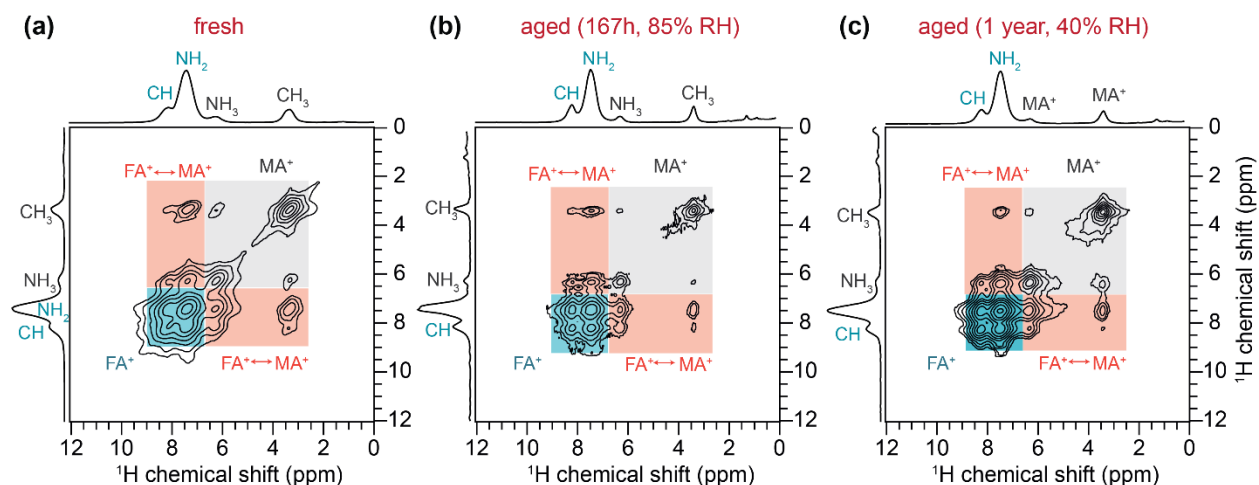 (a) fresh
NH2
CH
NH3
CH3
FA+↔MA+
MA+
CH3
NH3
NH2
CH
FA+
FA+↔MA+
0
2
4
6
8
10
12
12 10 8 6 4 2 0
1H chemical shift (ppm)
(b) aged (167h, 85% RH)
NH2
CH
NH3
CH3
FA+↔MA+
MA+
CH3
NH3
CH
FA+
FA+↔MA+
0
2
4
6
8
10
12
12 10 8 6 4 2 0
1H chemical shift (ppm)
1H chemical shift (ppm)
(c) aged (1 year, 40% RH)
NH2
CH
MA+
MA+
FA+↔MA+
MA+
CH3
NH3
CH
FA+
FA+↔MA+
0
2
4
6
8
10
12
12 10 8 6 4 2 0
1H chemical shift (ppm)
1H chemical shift (ppm)